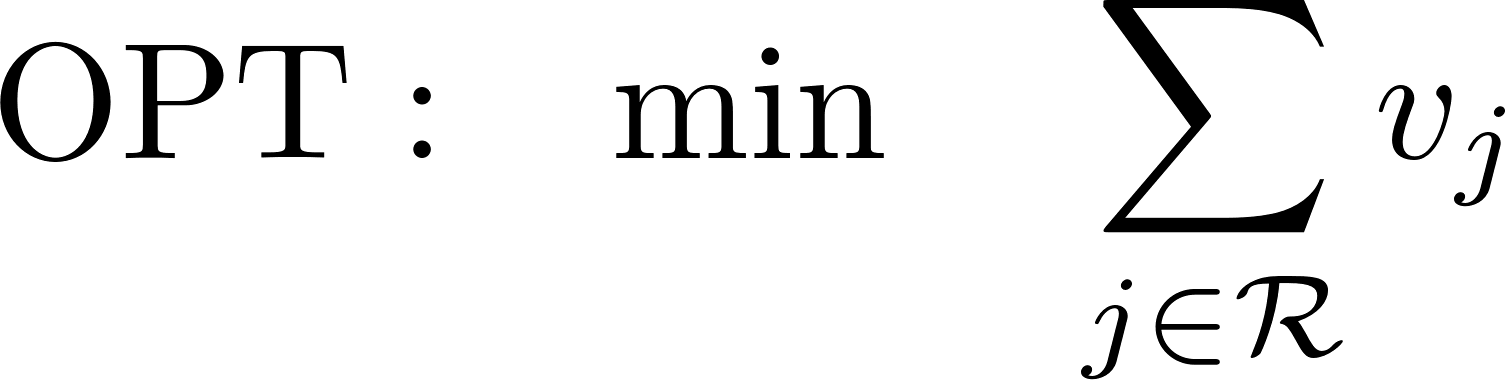 OPT : min ∑_{j∈ℛ} v_j